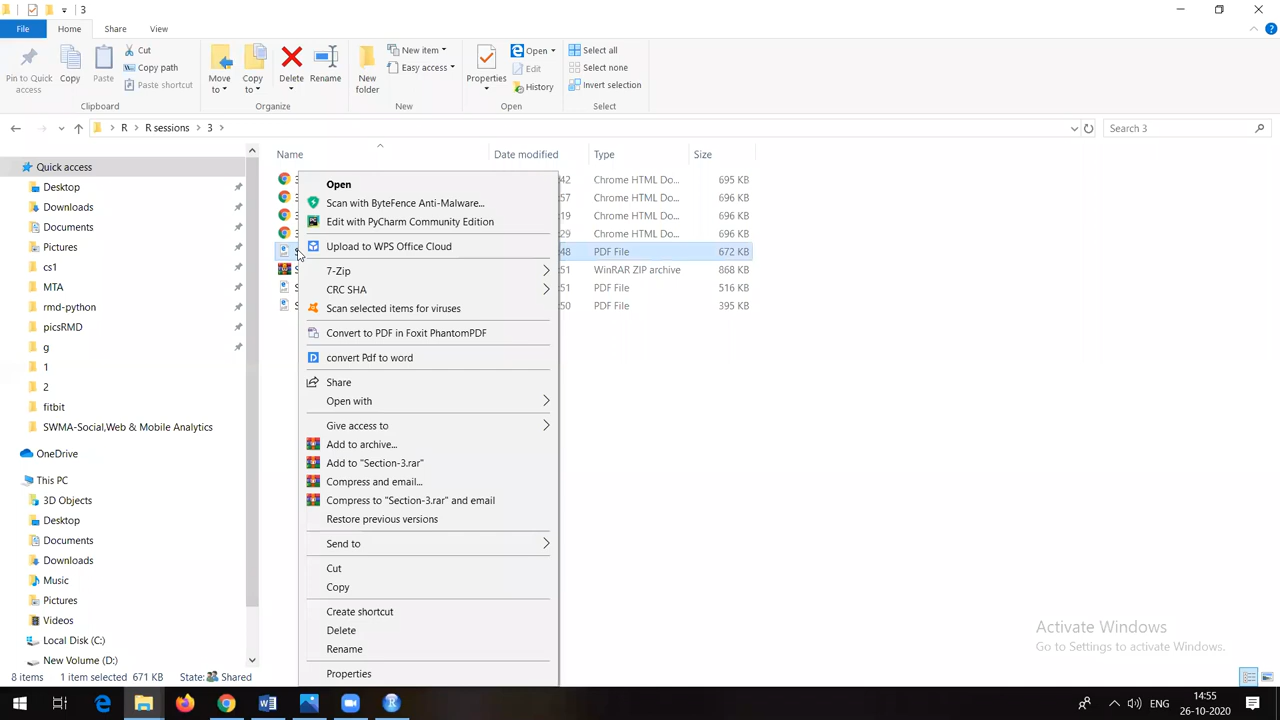 3
File Home Share View
Pin to Quick access
Copy
Paste
Cut
Copy path
Paste shortcut
Clipboard
Move to
Copy to
Delete
Rename
Organize
New folder
New item
Easy access
New
Properties
Open
Edit
History
Open
Select all
Select none
Invert selection
Select
R R sessions 3
Search 3
Quick access
Desktop
Downloads
Documents
Pictures
cs1
MTA
rmd-python
picsRMD
g
1
2
fitbit
SWMA-Social,Web & Mobile Analytics
OneDrive
This PC
3D Objects
Desktop
Documents
Downloads
Music
Pictures
Videos
Local Disk (C:)
New Volume (D:)
Name Date modified Type Size
42 Chrome HTML Do... 695 KB
57 Chrome HTML Do... 696 KB
19 Chrome HTML Do... 696 KB
29 Chrome HTML Do... 696 KB
48 PDF File 672 KB
51 WinRAR ZIP archive 868 KB
51 PDF File 516 KB
50 PDF File 395 KB
Open
Scan with ByteFence Anti-Malware...
Edit with PyCharm Community Edition
Upload to WPS Office Cloud
7-Zip
CRC SHA
Scan selected items for viruses
Convert to PDF in Foxit PhantomPDF
convert Pdf to word
Share
Open with
Give access to
Add to archive...
Add to "Section-3.rar"
Compress and email...
Compress to "Section-3.rar" and email
Restore previous versions
Send to
Cut
Copy
Create shortcut
Delete
Rename
Properties
Activate Windows
Go to Settings to activate Windows.
8 items 1 item selected 671 KB State: Shared
ENG
14:55
26-10-2020